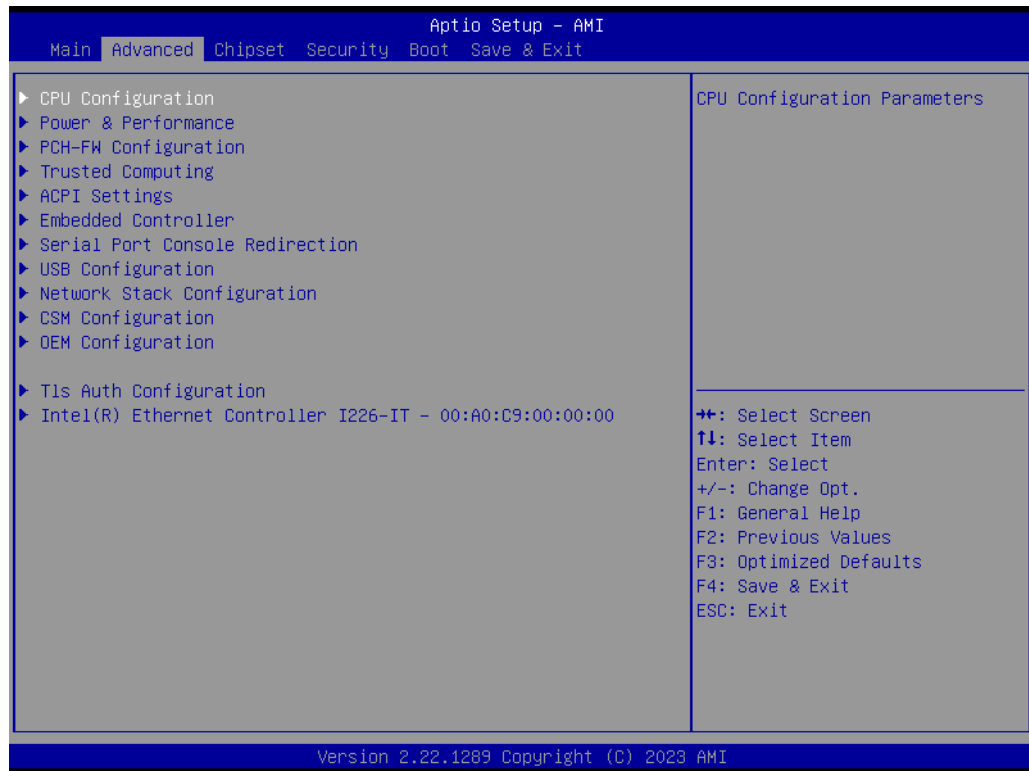 Aptio Setup – AMI
Main Advanced Chipset Security Boot Save & Exit
▶ CPU Configuration
▶ Power & Performance
▶ PCH-FW Configuration
▶ Trusted Computing
▶ ACPI Settings
▶ Embedded Controller
▶ Serial Port Console Redirection
▶ USB Configuration
▶ Network Stack Configuration
▶ CSM Configuration
▶ OEM Configuration
▶ Tls Auth Configuration
▶ Intel(R) Ethernet Controller I226-IT - 00:A0:C9:00:00:00
CPU Configuration Parameters
→←: Select Screen
↑↓: Select Item
Enter: Select
+/-: Change Opt.
F1: General Help
F2: Previous Values
F3: Optimized Defaults
F4: Save & Exit
ESC: Exit
Version 2.22.1289 Copyright (C) 2023 AMI